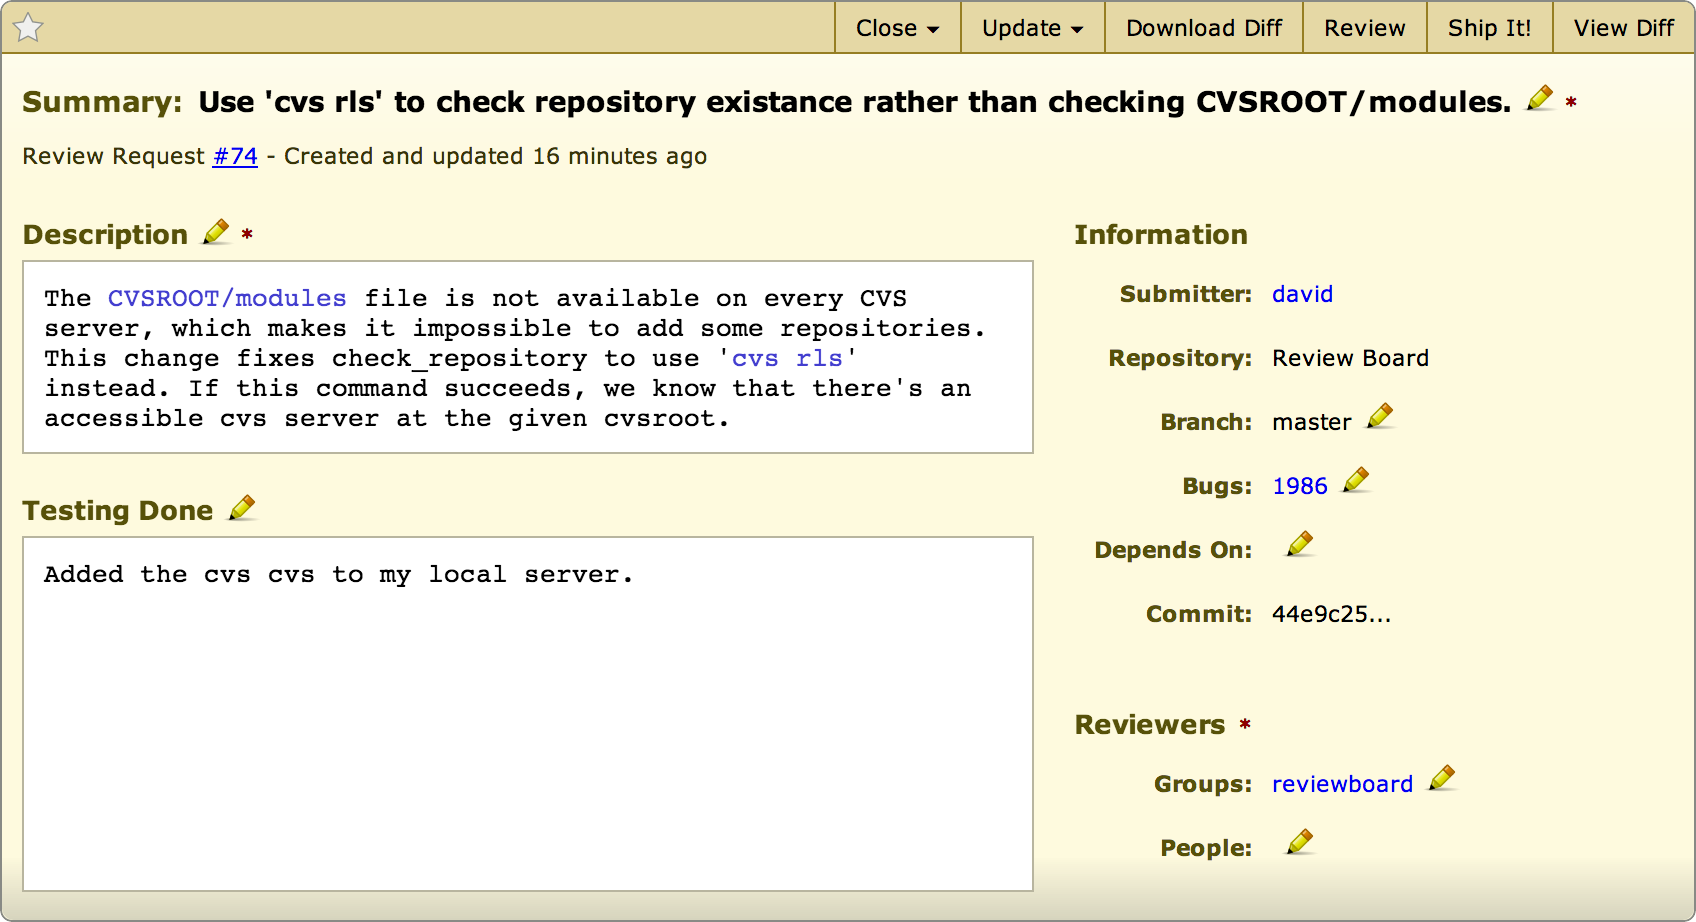 Close Update Download Diff Review Ship It! View Diff
Summary: Use 'cvs rls' to check repository existance rather than checking CVSROOT/modules. *
Review Request #74 - Created and updated 16 minutes ago
Description *
The CVSROOT/modules file is not available on every CVS
server, which makes it impossible to add some repositories.
This change fixes check_repository to use 'cvs rls'
instead. If this command succeeds, we know that there's an
accessible cvs server at the given cvsroot.
Testing Done
Added the cvs cvs to my local server.
Information
Submitter: david
Repository: Review Board
Branch: master
Bugs: 1986
Depends On:
Commit: 44e9c25...
Reviewers *
Groups: reviewboard
People: